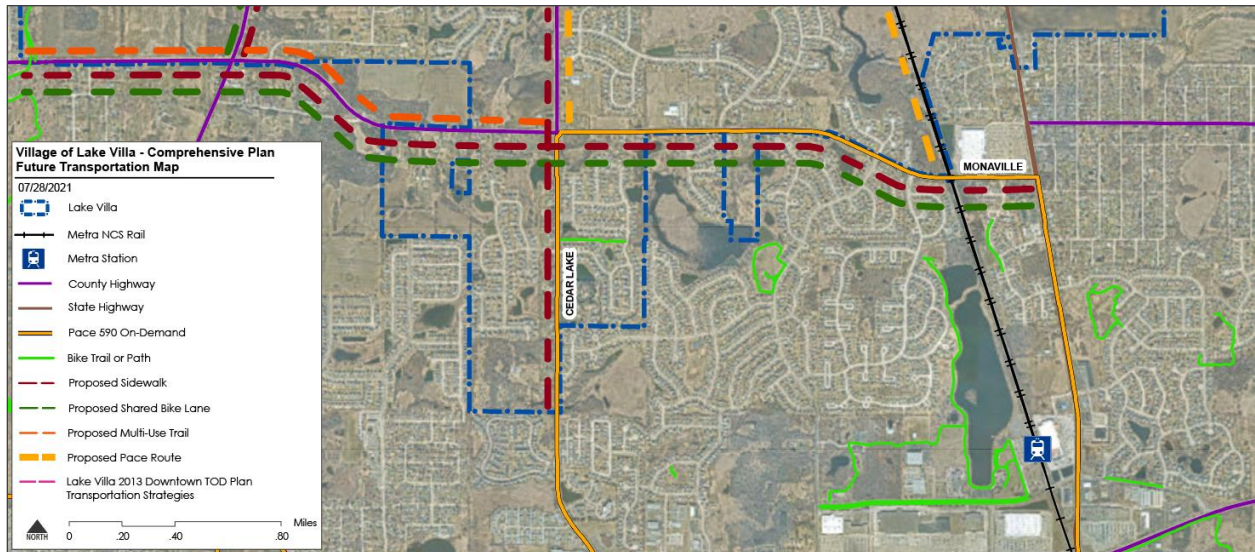 Village of Lake Villa - Comprehensive Plan
Future Transportation Map
07/28/2021
Lake Villa
Metra NCS Rail
Metra Station
County Highway
State Highway
Pace 590 On-Demand
Bike Trail or Path
Proposed Sidewalk
Proposed Shared Bike Lane
Proposed Multi-Use Trail
Proposed Pace Route
Lake Villa 2013 Downtown TOD Plan
Transportation Strategies
NORTH
0 .20 .40 .80 Miles
CEDAR LAKE
MONAVILLE